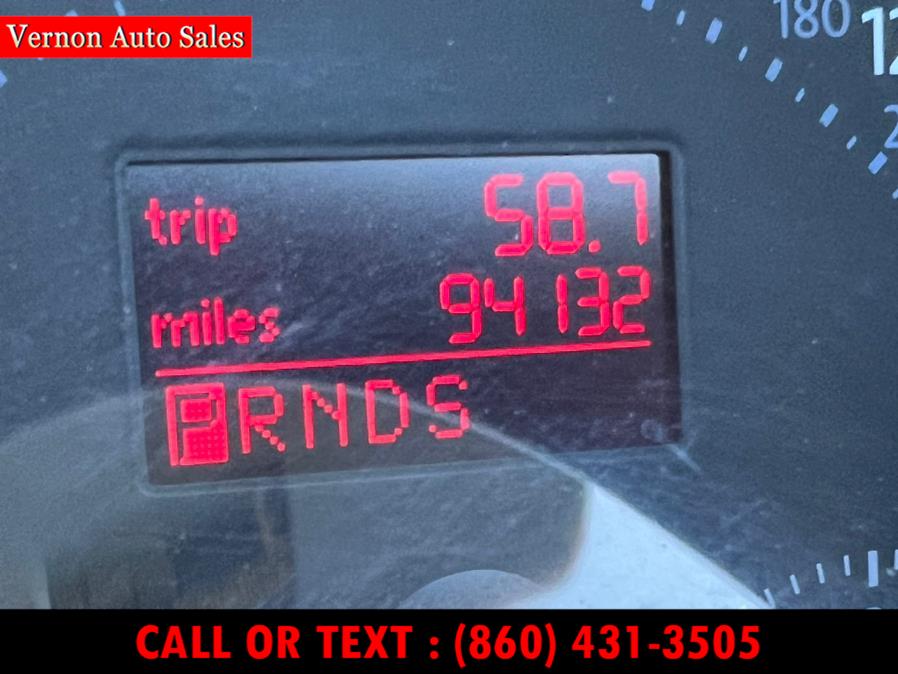 Vernon Auto Sales
180
trip 58.7
miles 94132
PRNDS
CALL OR TEXT : (860) 431-3505